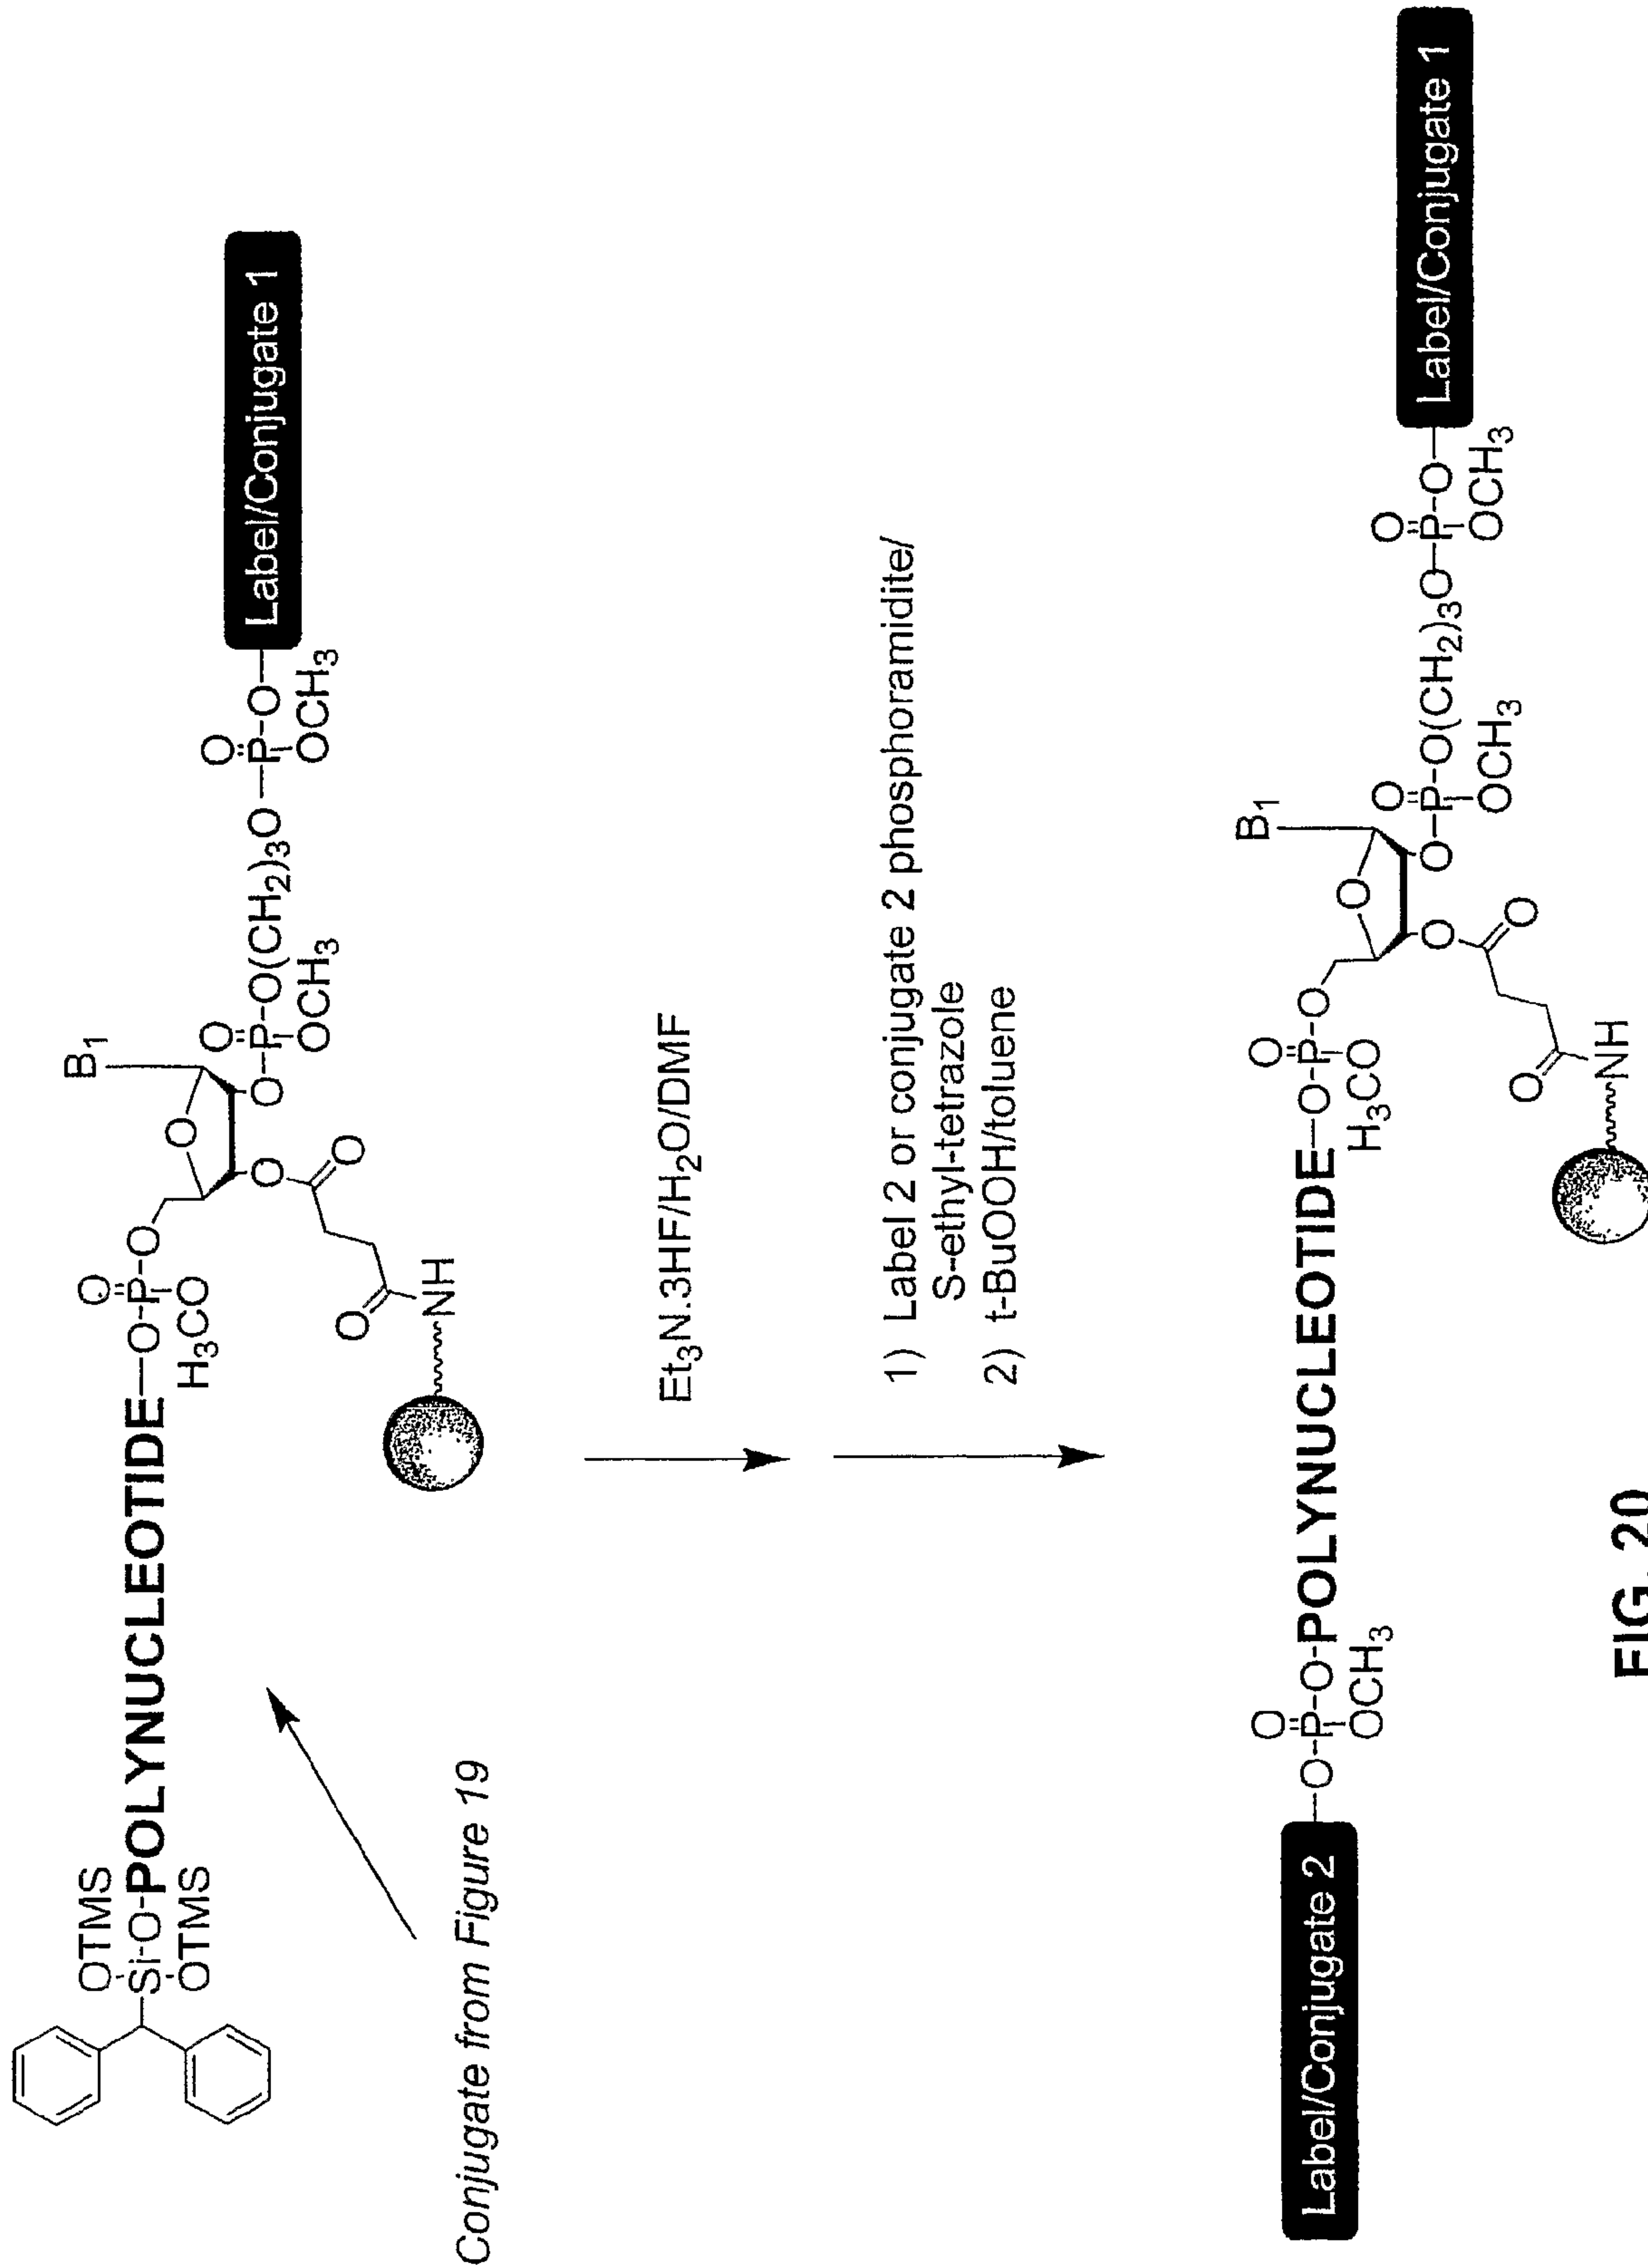 OTMS
Si-O-POLYNUCLEOTIDE-O-P-O
OTMS
O
H3CO
O
B1
O
O-P-O(CH2)3O-P-O
O
OCH3
O
OCH3
Label/Conjugate 1
O
O
O
NH
Conjugate from Figure 19
Et3N.3HF/H2O/DMF
1) Label 2 or conjugate 2 phosphoramidite/
S-ethyl-tetrazole
2) t-BuOOH/toluene
Label/Conjugate 2
O-P-O-POLYNUCLEOTIDE-O-P-O
O
OCH3
O
H3CO
O
B1
O
O-P-O(CH2)3O-P-O
O
OCH3
O
OCH3
Label/Conjugate 1
O
O
O
NH
FIG. 20